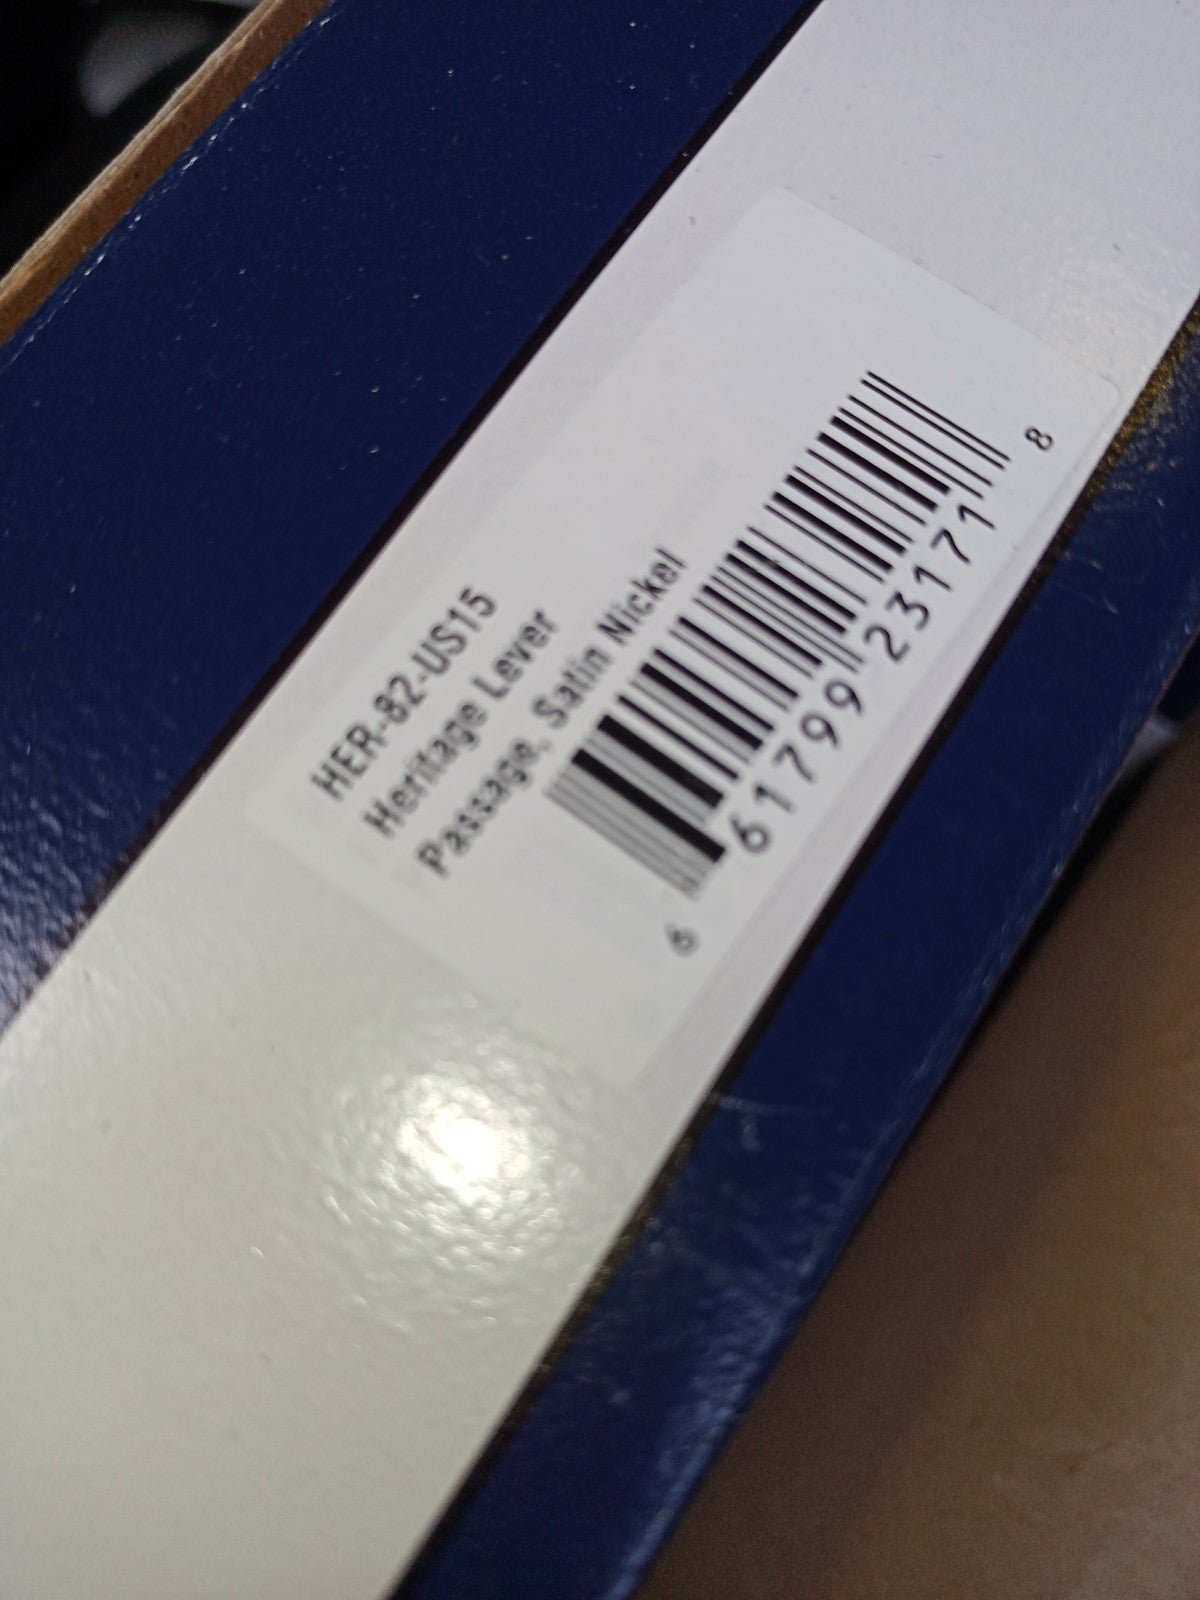 HER-82-US15
Heritage Lever
Passage, Satin Nickel
6 61799 23171 8